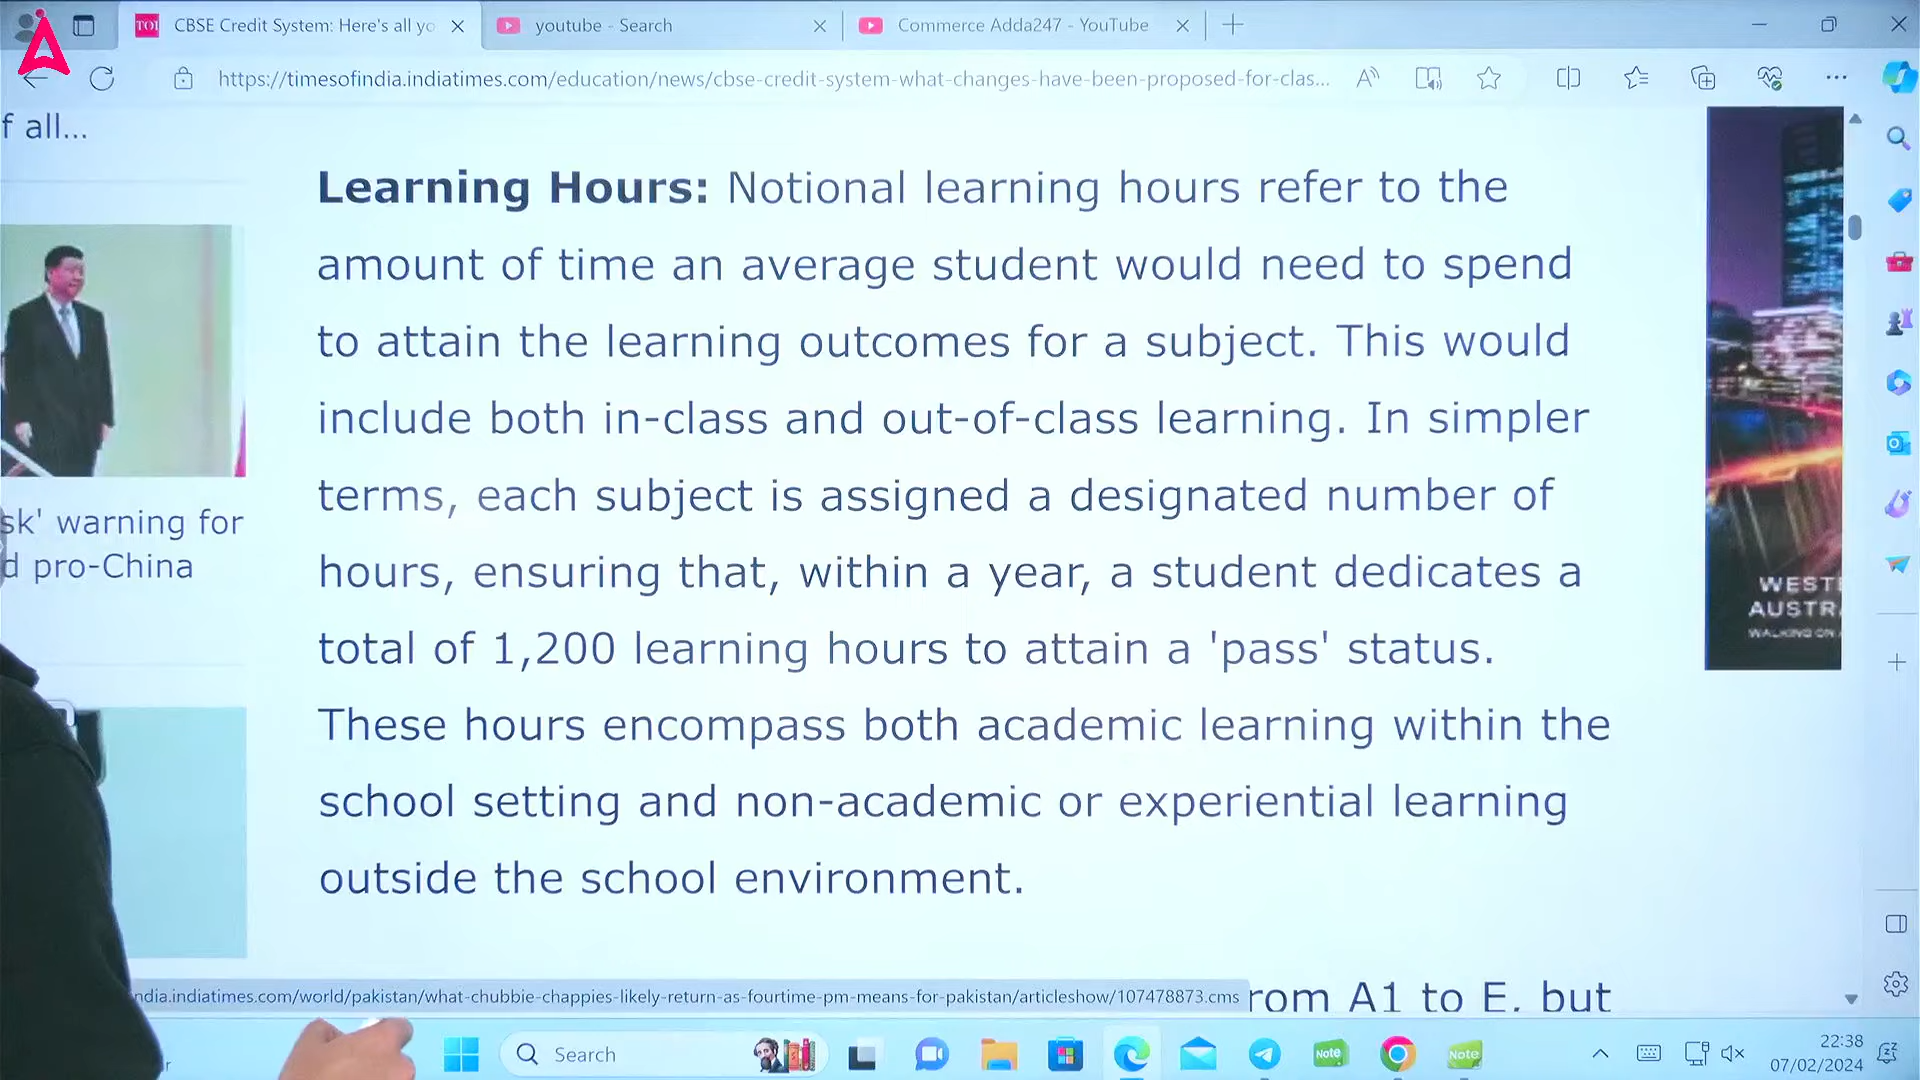 TOI CBSE Credit System: Here's all yo
youtube - Search
Commerce Adda247 - YouTube
https://timesofindia.indiatimes.com/education/news/cbse-credit-system-what-changes-have-been-proposed-for-clas...
f all...
Learning Hours: Notional learning hours refer to the
amount of time an average student would need to spend
to attain the learning outcomes for a subject. This would
include both in-class and out-of-class learning. In simpler
terms, each subject is assigned a designated number of
hours, ensuring that, within a year, a student dedicates a
total of 1,200 learning hours to attain a 'pass' status.
These hours encompass both academic learning within the
school setting and non-academic or experiential learning
outside the school environment.
sk' warning for
d pro-China
WESTE
AUSTR
WALKING ON
ndia.indiatimes.com/world/pakistan/what-chubbie-chappies-likely-return-as-fourtime-pm-means-for-pakistan/articleshow/107478873.cms
rom A1 to E, but
Search
Note
Note
22:38
07/02/2024